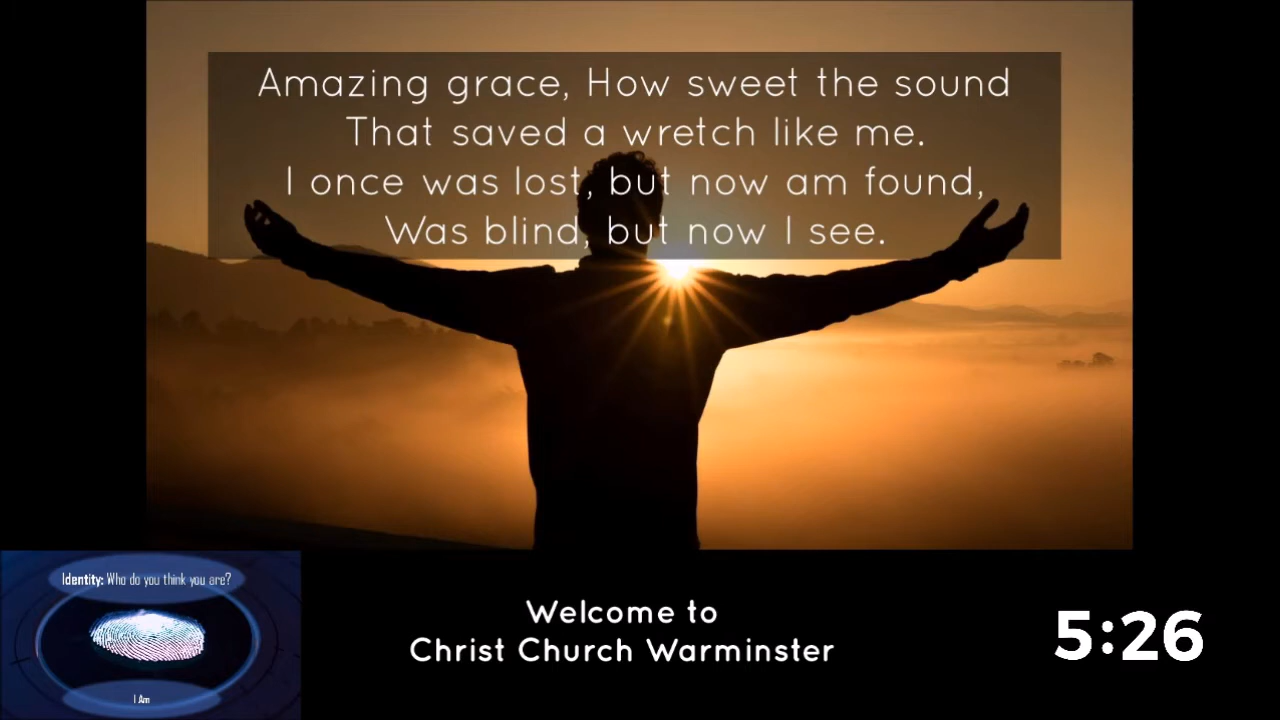 Amazing grace, How sweet the sound
That saved a wretch like me.
I once was lost, but now am found,
Was blind, but now I see.
Identity: Who do you think you are?
I Am
Welcome to
Christ Church Warminster
5:26